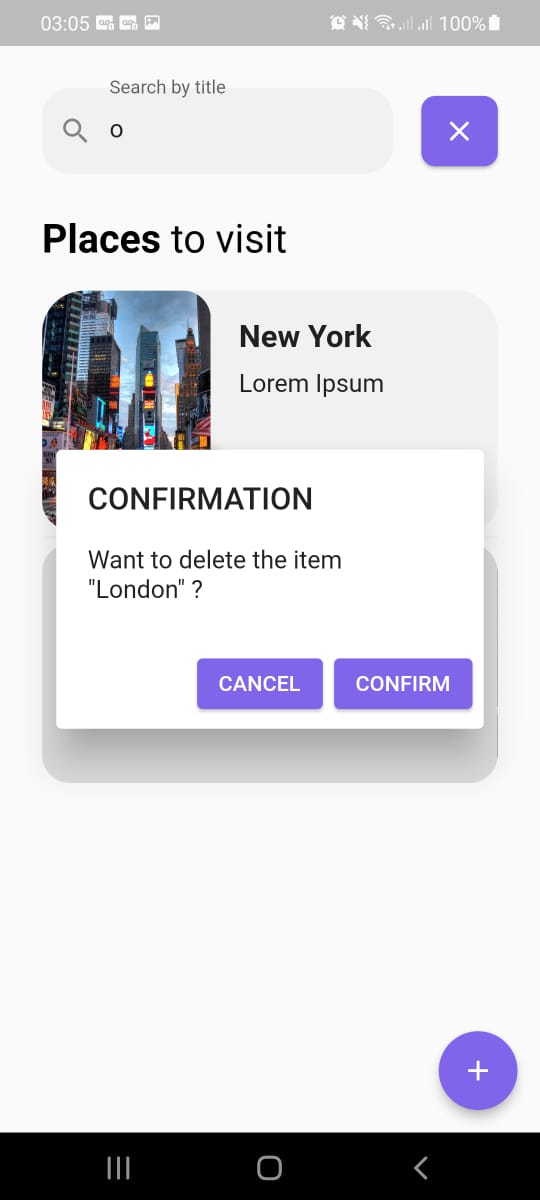 03:05 100%
Search by title
o
Places to visit
New York
Lorem Ipsum
CONFIRMATION
Want to delete the item
"London" ?
CANCEL CONFIRM